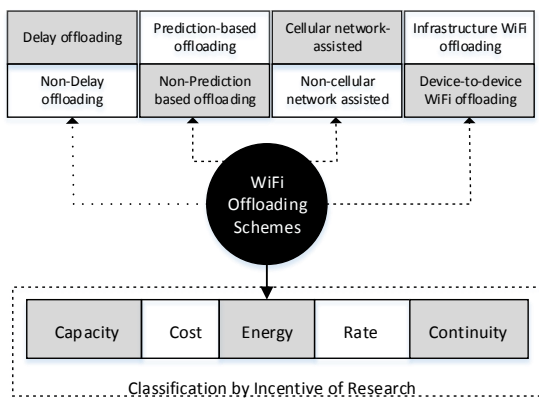 Delay offloading
Prediction-based
offloading
Cellular network-
assisted
Infrastructure WiFi
offloading
Non-Delay
offloading
Non-Prediction
based offloading
Non-cellular
network assisted
Device-to-device
WiFi offloading
WiFi
Offloading
Schemes
Capacity
Cost
Energy
Rate
Continuity
Classification by Incentive of Research